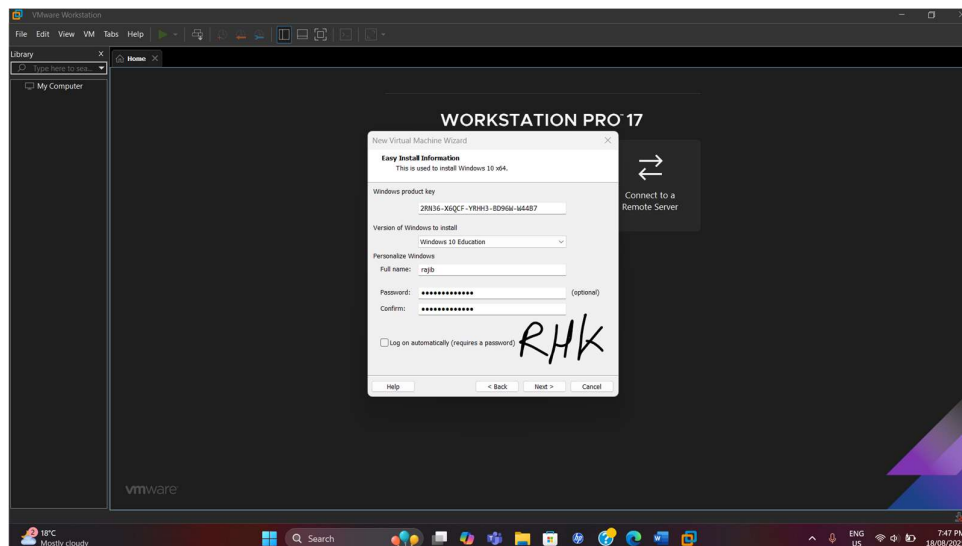 VMware Workstation
File Edit View VM Tabs Help
Library X
Type here to sea...
Home X
My Computer
WORKSTATION PRO 17
New Virtual Machine Wizard
Easy Install Information
This is used to install Windows 10 x64.
Windows product key
2RN36-X6QCF-YRHH3-BD96W-W44B7
Version of Windows to install
Windows 10 Education
Personalize Windows
Full name: rajib
Password: ●●●●●●●●●●●●● (optional)
Confirm: ●●●●●●●●●●●●●
Log on automatically (requires a password)
RHK
Help < Back Next > Cancel
Connect to a
Remote Server
vmware
2
18°C
Mostly cloudy
Search
ENG
US
7:47 PM